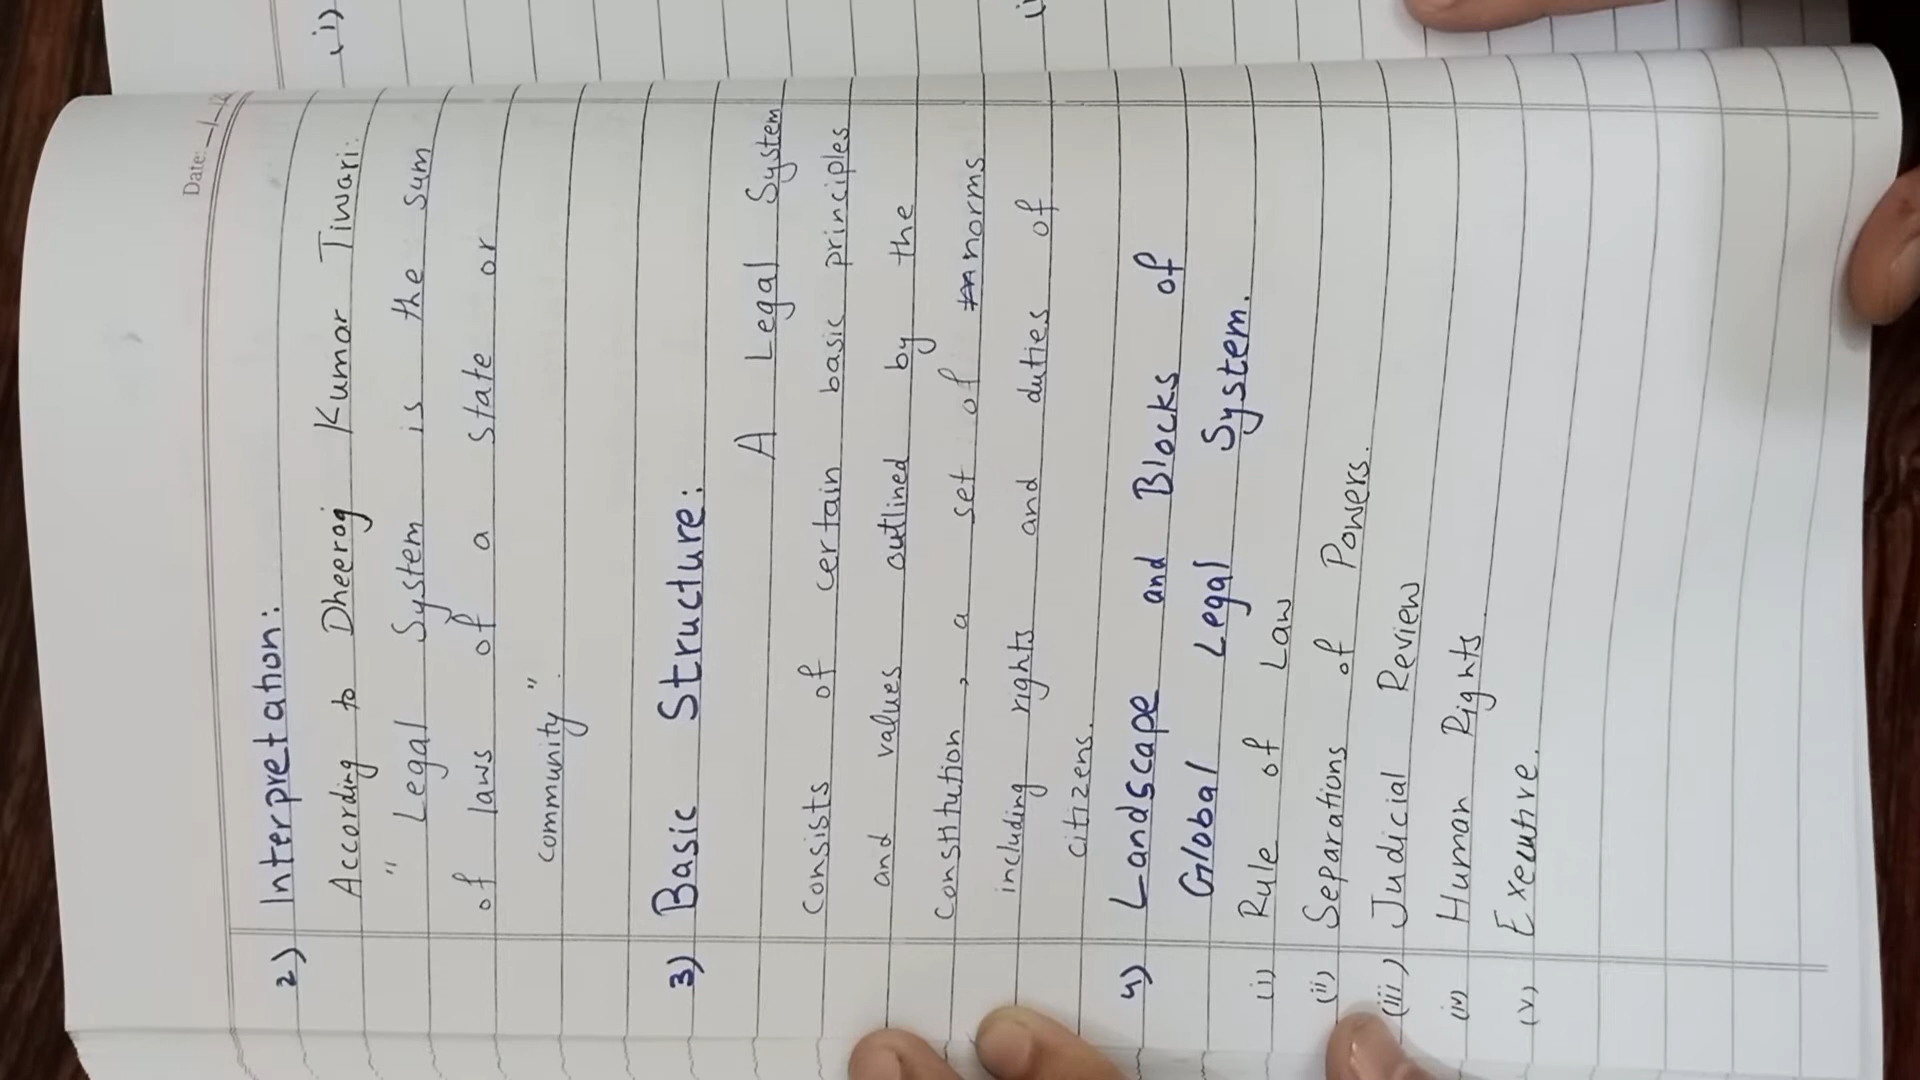 Date:
2) Interpretation:
According to Dheeraj Kumar Tiwari:
" Legal System is the sum
of laws of a state or
community".
3) Basic Structure:
A Legal System
consists of certain basic principles
and values outlined by the
constitution, a set of norms
including rights and duties of
citizens.
4) Landscape and Blocks of
Global Legal System.
(i) Rule of Law
(ii) Separations of Powers.
(iii) Judicial Review
(iv) Human Rights
(v) Executive.